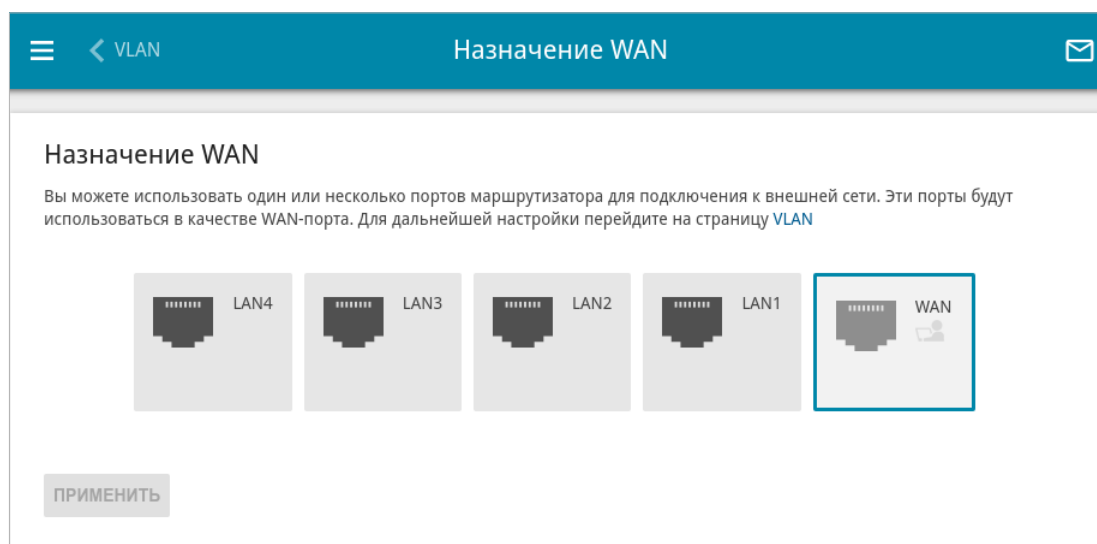 VLAN
Назначение WAN
Назначение WAN
Вы можете использовать один или несколько портов маршрутизатора для подключения к внешней сети. Эти порты будут
использоваться в качестве WAN-порта. Для дальнейшей настройки перейдите на страницу VLAN
LAN4
LAN3
LAN2
LAN1
WAN
ПРИМЕНИТЬ